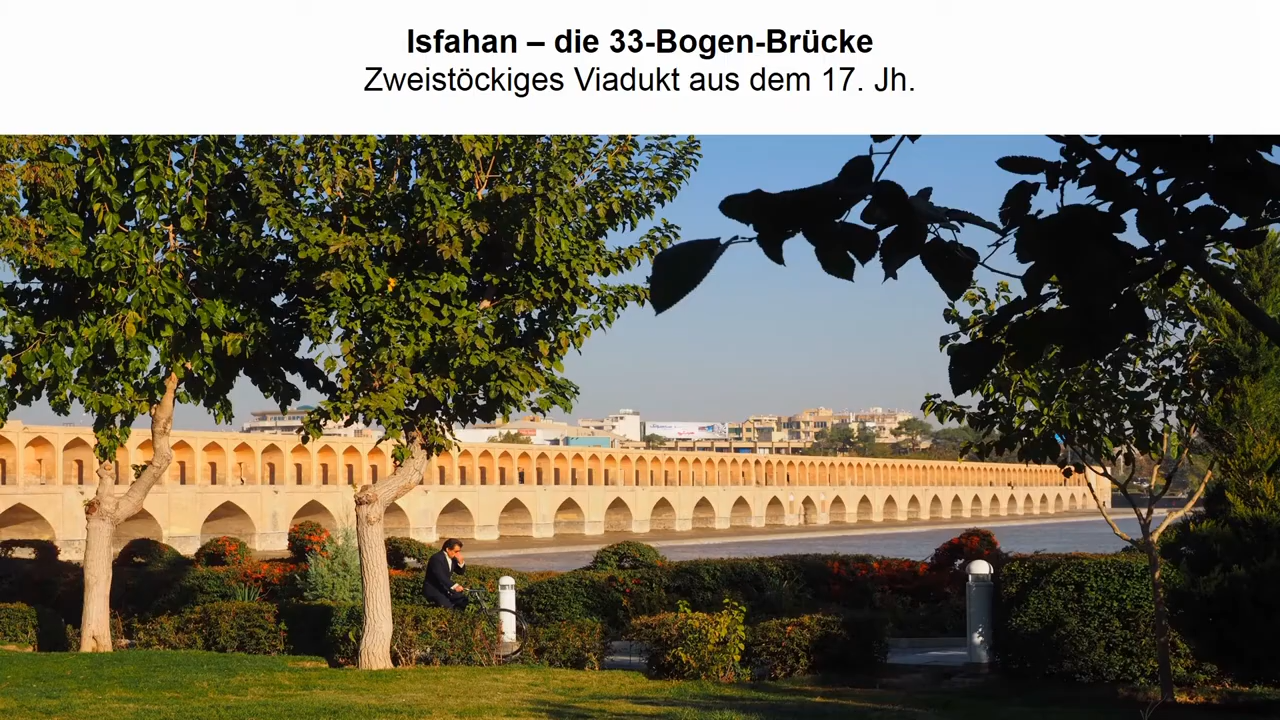 Isfahan – die 33-Bogen-Brücke
Zweistöckiges Viadukt aus dem 17. Jh.